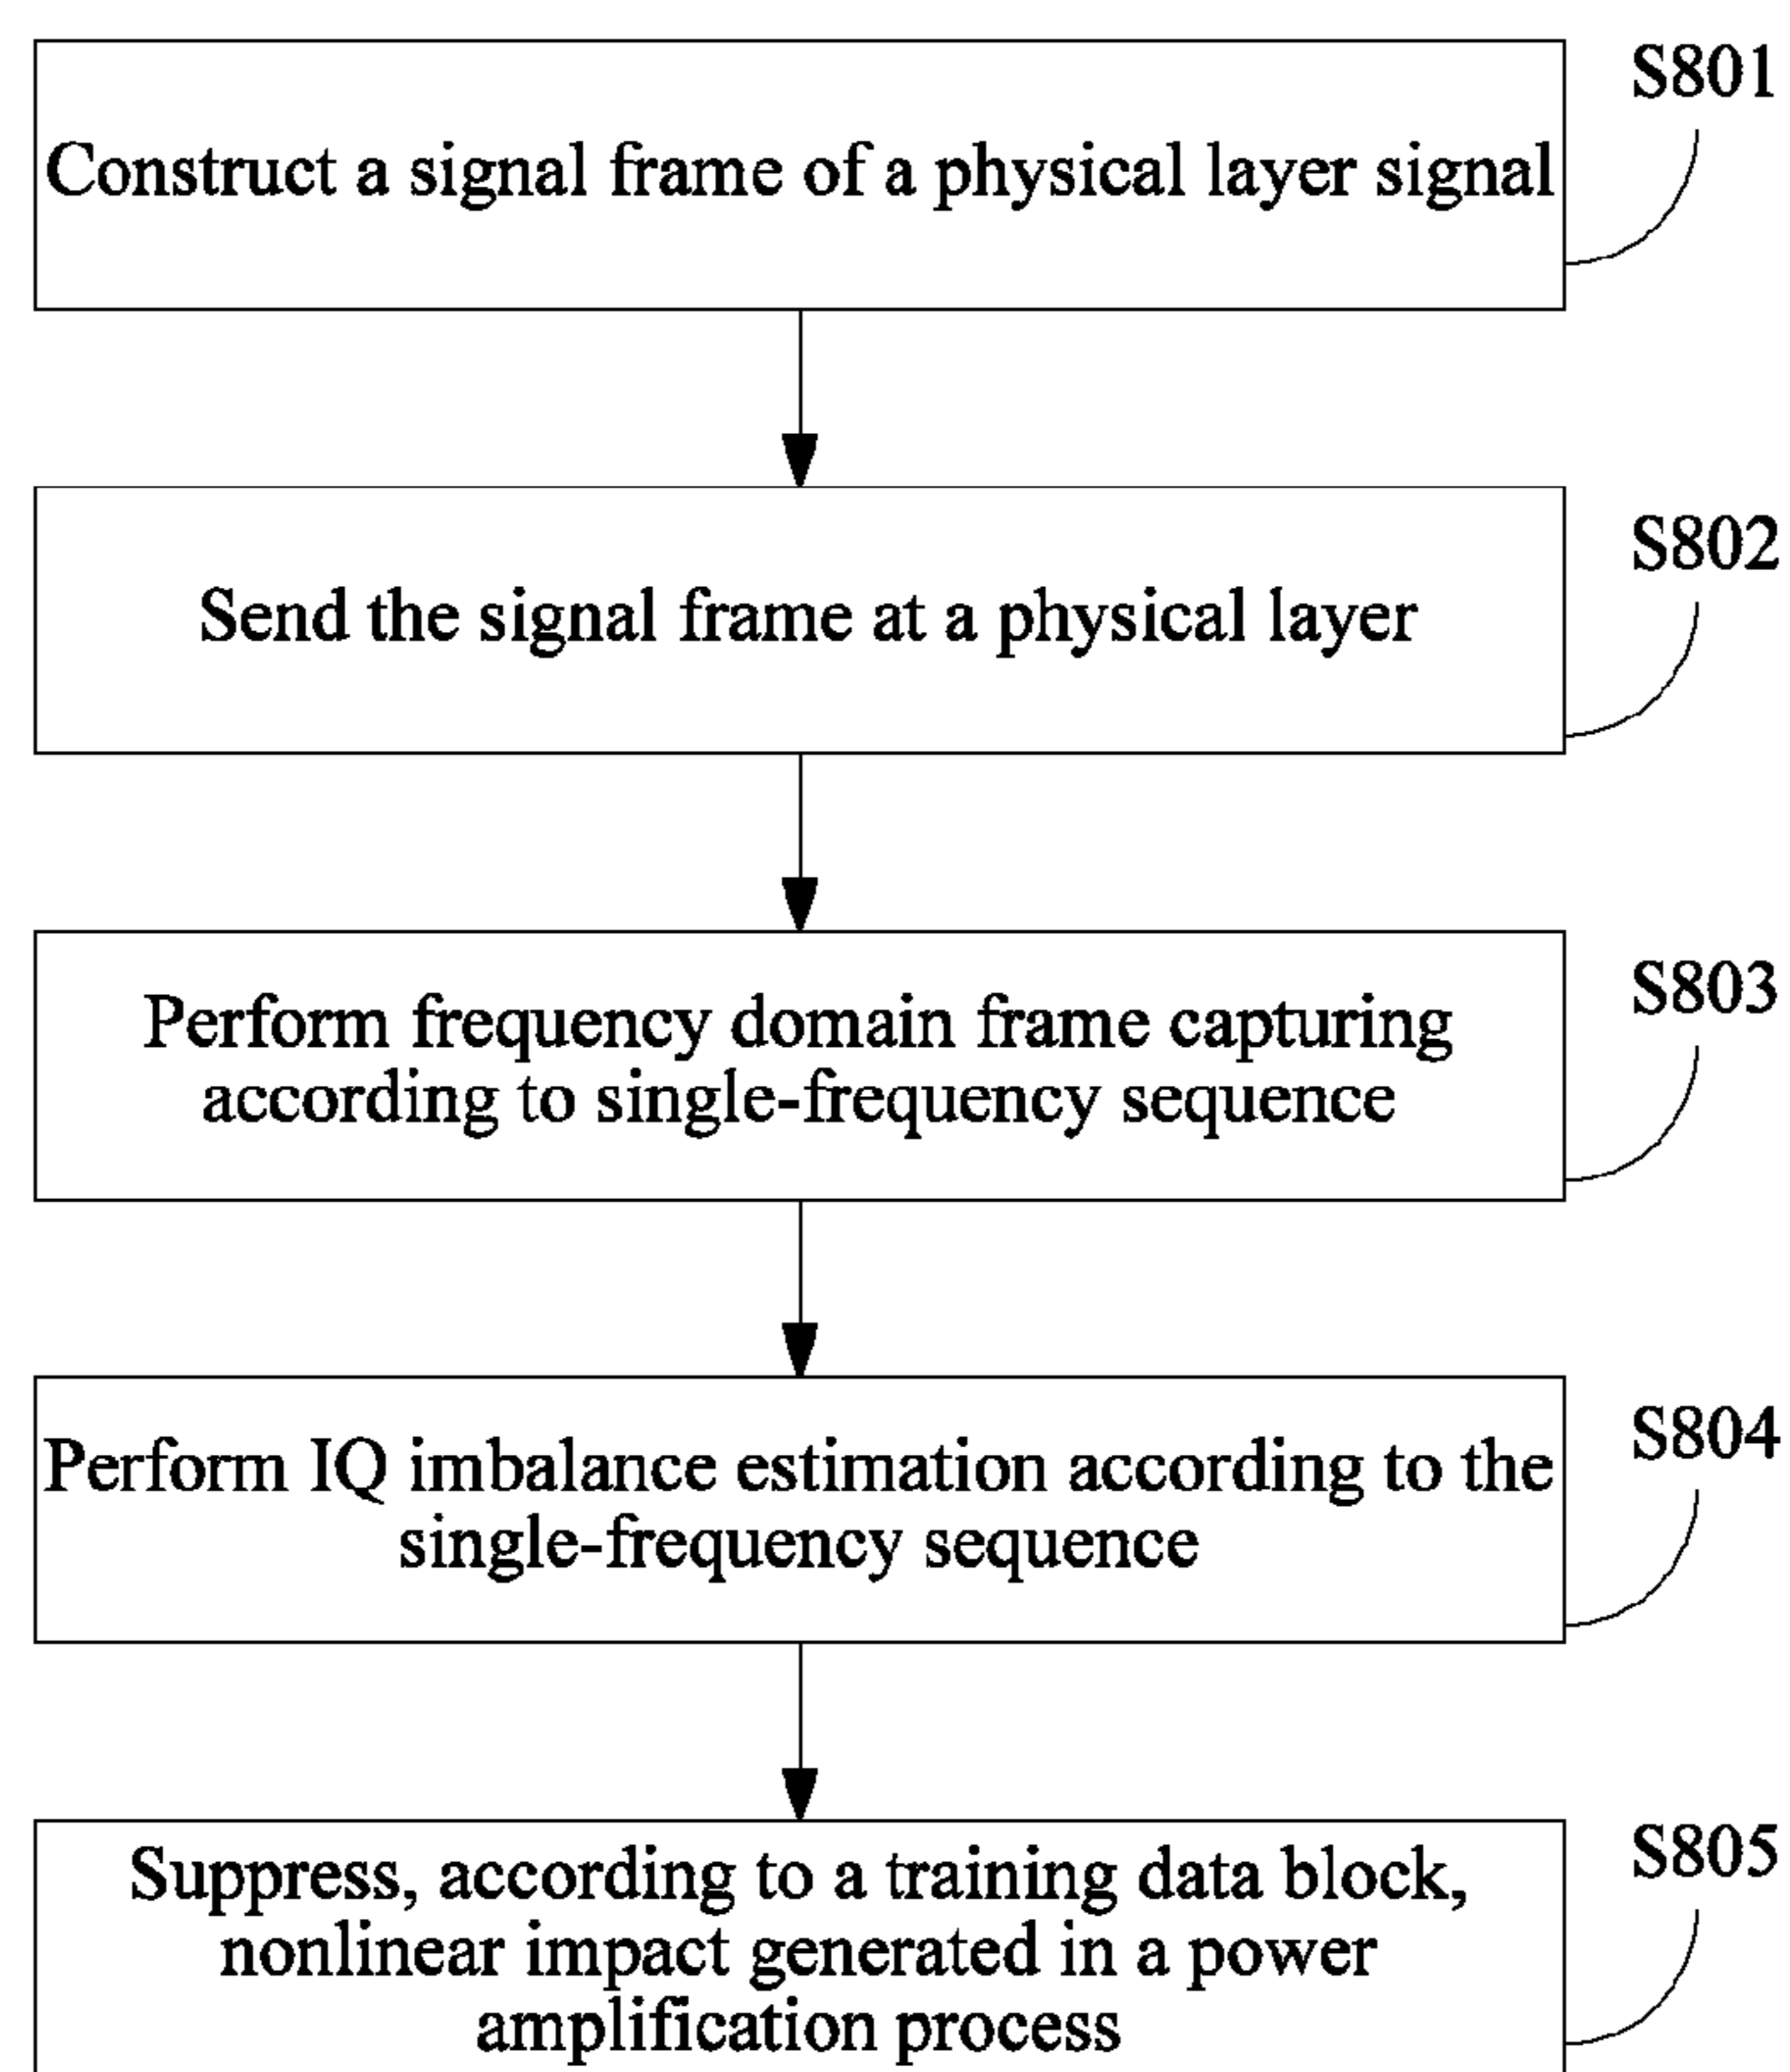 S801
Construct a signal frame of a physical layer signal
S802
Send the signal frame at a physical layer
S803
Perform frequency domain frame capturing
according to single-frequency sequence
S804
Perform IQ imbalance estimation according to the
single-frequency sequence
S805
Suppress, according to a training data block,
nonlinear impact generated in a power
amplification process